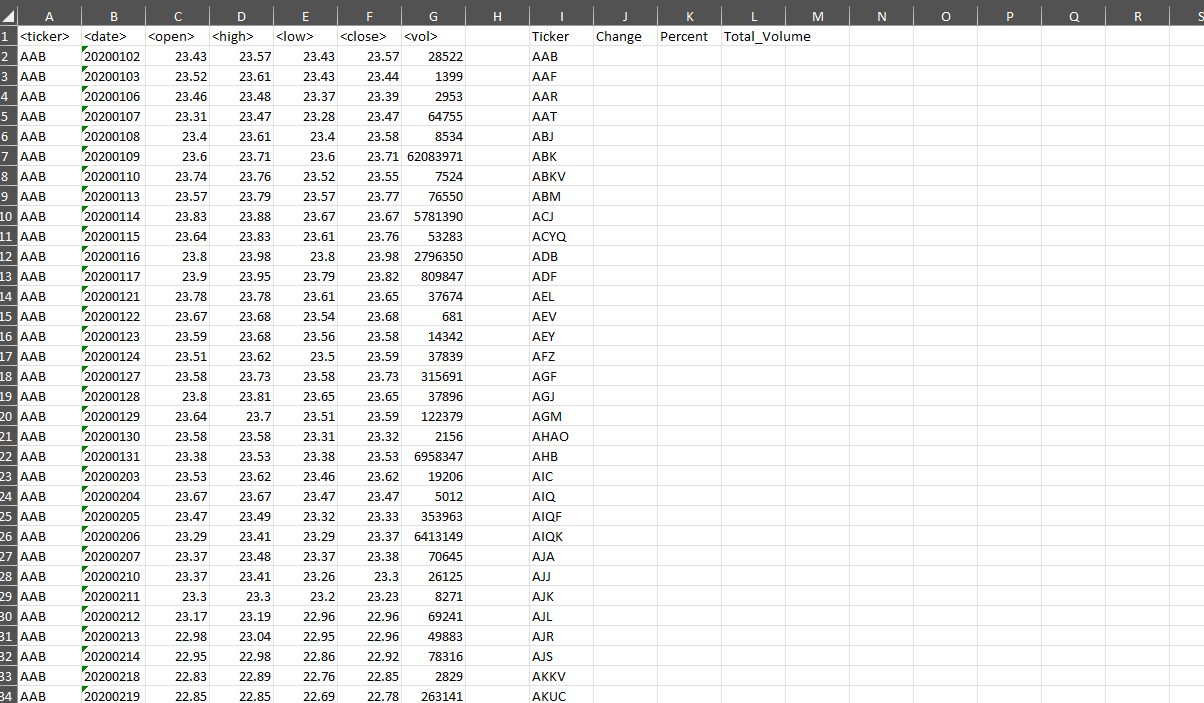 A B C D E F G H I J K L M N O P Q R S
1 <ticker> <date> <open> <high> <low> <close> <vol> Ticker Change Percent Total_Volume
2 AAB 20200102 23.43 23.57 23.43 23.57 28522 AAB
3 AAB 20200103 23.52 23.61 23.43 23.44 1399 AAF
4 AAB 20200106 23.46 23.48 23.37 23.39 2953 AAR
5 AAB 20200107 23.31 23.47 23.28 23.47 64755 AAT
6 AAB 20200108 23.4 23.61 23.4 23.58 8534 ABJ
7 AAB 20200109 23.6 23.71 23.6 23.71 62083971 ABK
8 AAB 20200110 23.74 23.76 23.52 23.55 7524 ABKV
9 AAB 20200113 23.57 23.79 23.57 23.77 76550 ABM
10 AAB 20200114 23.83 23.88 23.67 23.67 5781390 ACJ
11 AAB 20200115 23.64 23.83 23.61 23.76 53283 ACYQ
12 AAB 20200116 23.8 23.98 23.8 23.98 2796350 ADB
13 AAB 20200117 23.9 23.95 23.79 23.82 809847 ADF
14 AAB 20200121 23.78 23.78 23.61 23.65 37674 AEL
15 AAB 20200122 23.67 23.68 23.54 23.68 681 AEV
16 AAB 20200123 23.59 23.68 23.56 23.58 14342 AEY
17 AAB 20200124 23.51 23.62 23.5 23.59 37839 AFZ
18 AAB 20200127 23.58 23.73 23.58 23.73 315691 AGF
19 AAB 20200128 23.8 23.81 23.65 23.65 37896 AGJ
20 AAB 20200129 23.64 23.7 23.51 23.59 122379 AGM
21 AAB 20200130 23.58 23.58 23.31 23.32 2156 AHAO
22 AAB 20200131 23.38 23.53 23.38 23.53 6958347 AHB
23 AAB 20200203 23.53 23.62 23.46 23.62 19206 AIC
24 AAB 20200204 23.67 23.67 23.47 23.47 5012 AIQ
25 AAB 20200205 23.47 23.49 23.32 23.33 353963 AIQF
26 AAB 20200206 23.29 23.41 23.29 23.37 6413149 AIQK
27 AAB 20200207 23.37 23.48 23.37 23.38 70645 AJA
28 AAB 20200210 23.37 23.41 23.26 23.3 26125 AJJ
29 AAB 20200211 23.3 23.3 23.2 23.23 8271 AJK
30 AAB 20200212 23.17 23.19 22.96 22.96 69241 AJL
31 AAB 20200213 22.98 23.04 22.95 22.96 49883 AJR
32 AAB 20200214 22.95 22.98 22.86 22.92 78316 AJS
33 AAB 20200218 22.83 22.89 22.76 22.85 2829 AKKV
34 AAB 20200219 22.85 22.85 22.69 22.78 263141 AKUC